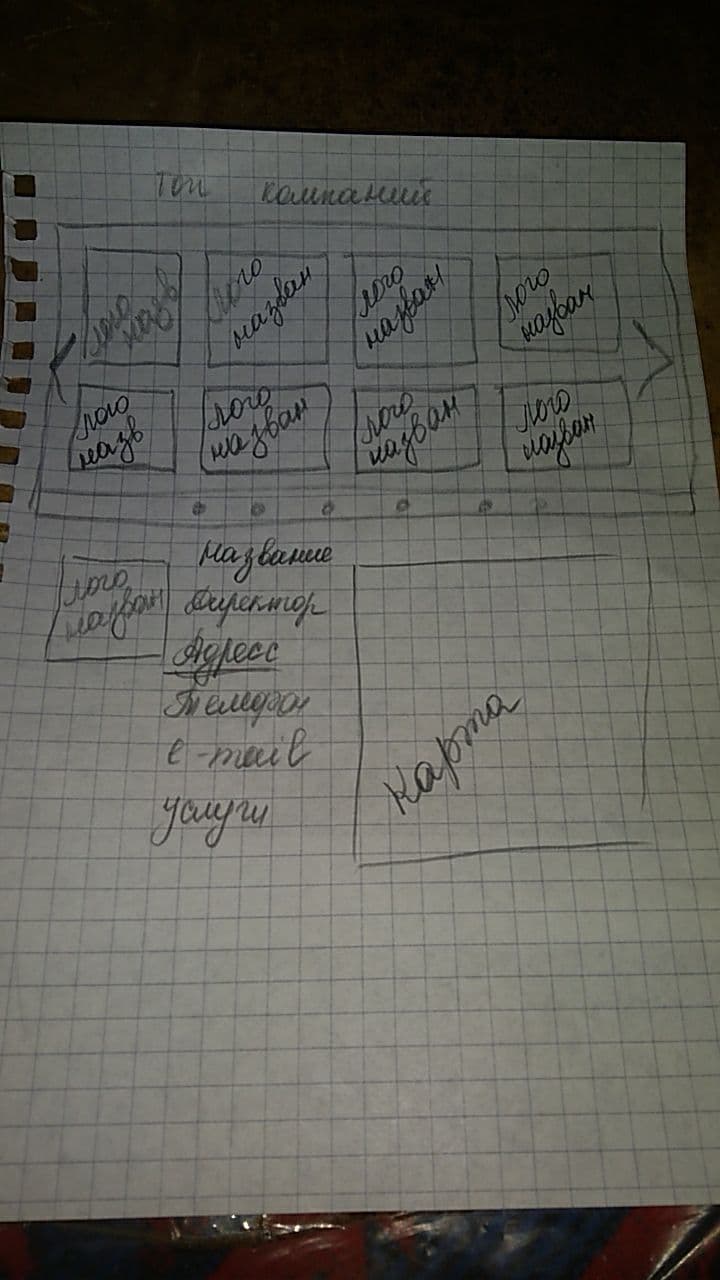 Топ компаний
лого
назв
лого
назван
лого
назван
лого
назван
лого
назв
лого
назван
лого
назван
лого
назван
лого
назван
Название
Директор
Адресс
Телефон
e-mail
услуги
Карта